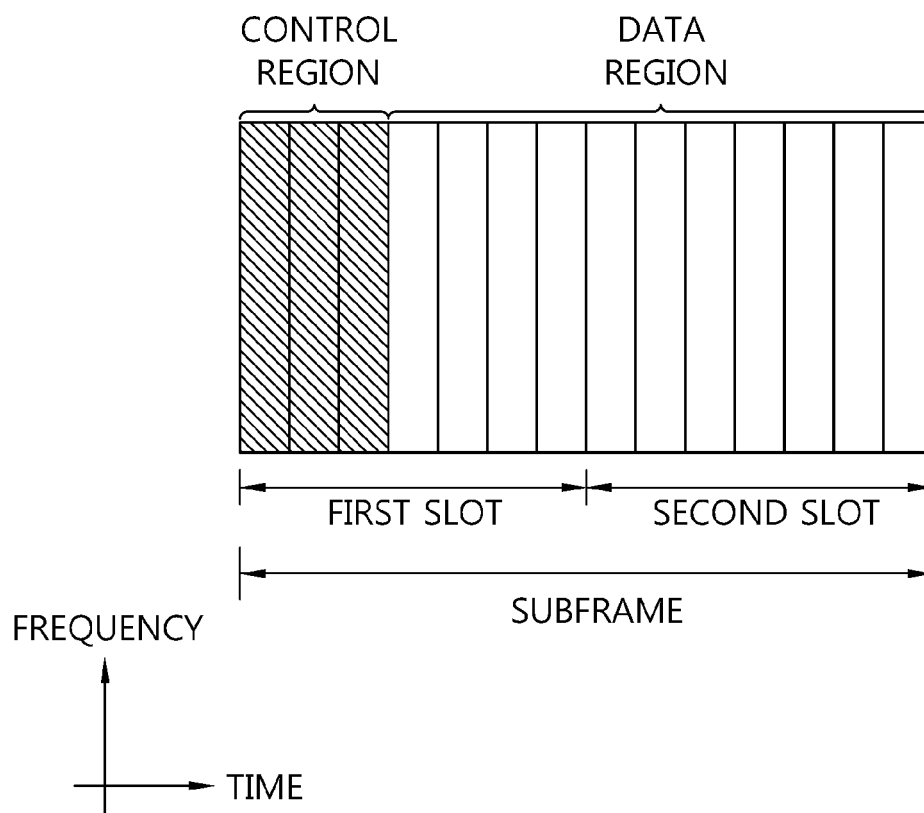 CONTROL
REGION
DATA
REGION
FIRST SLOT
SECOND SLOT
SUBFRAME
FREQUENCY
TIME